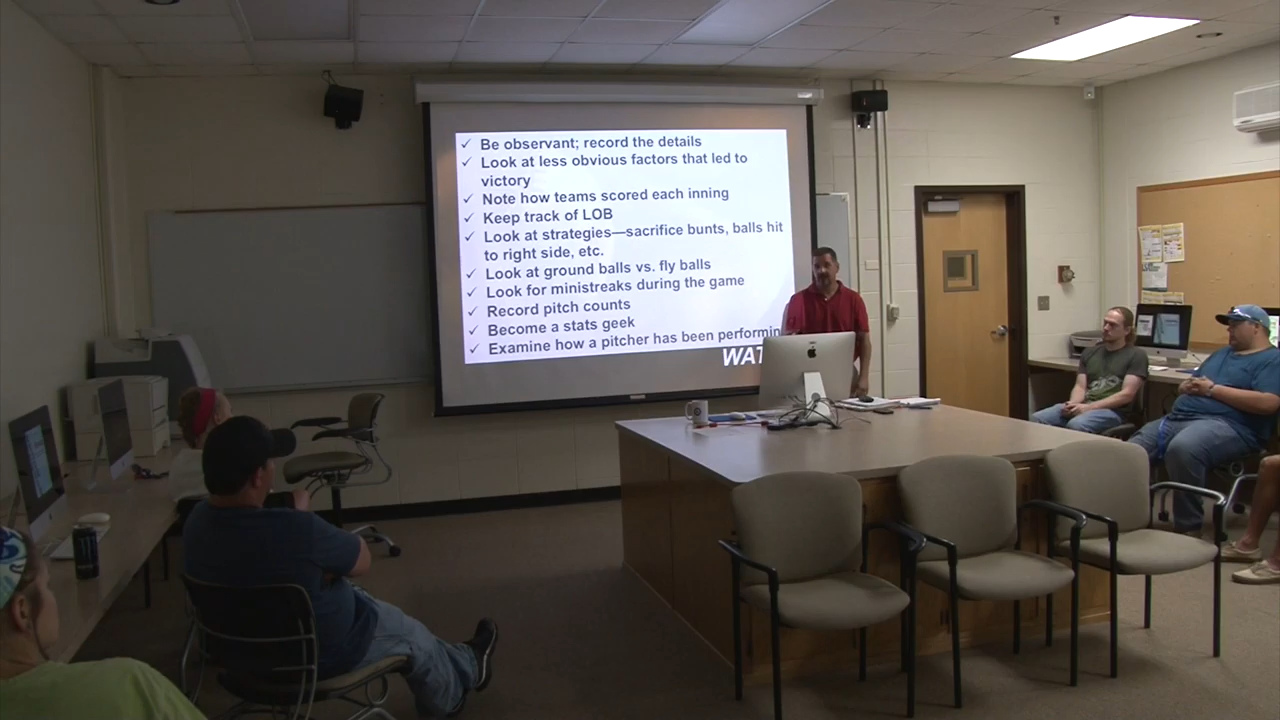 ✓ Be observant; record the details
✓ Look at less obvious factors that led to
victory
✓ Note how teams scored each inning
✓ Keep track of LOB
✓ Look at strategies—sacrifice bunts, balls hit
to right side, etc.
✓ Look at ground balls vs. fly balls
✓ Look for ministreaks during the game
✓ Record pitch counts
✓ Become a stats geek
✓ Examine how a pitcher has been performin
WAT